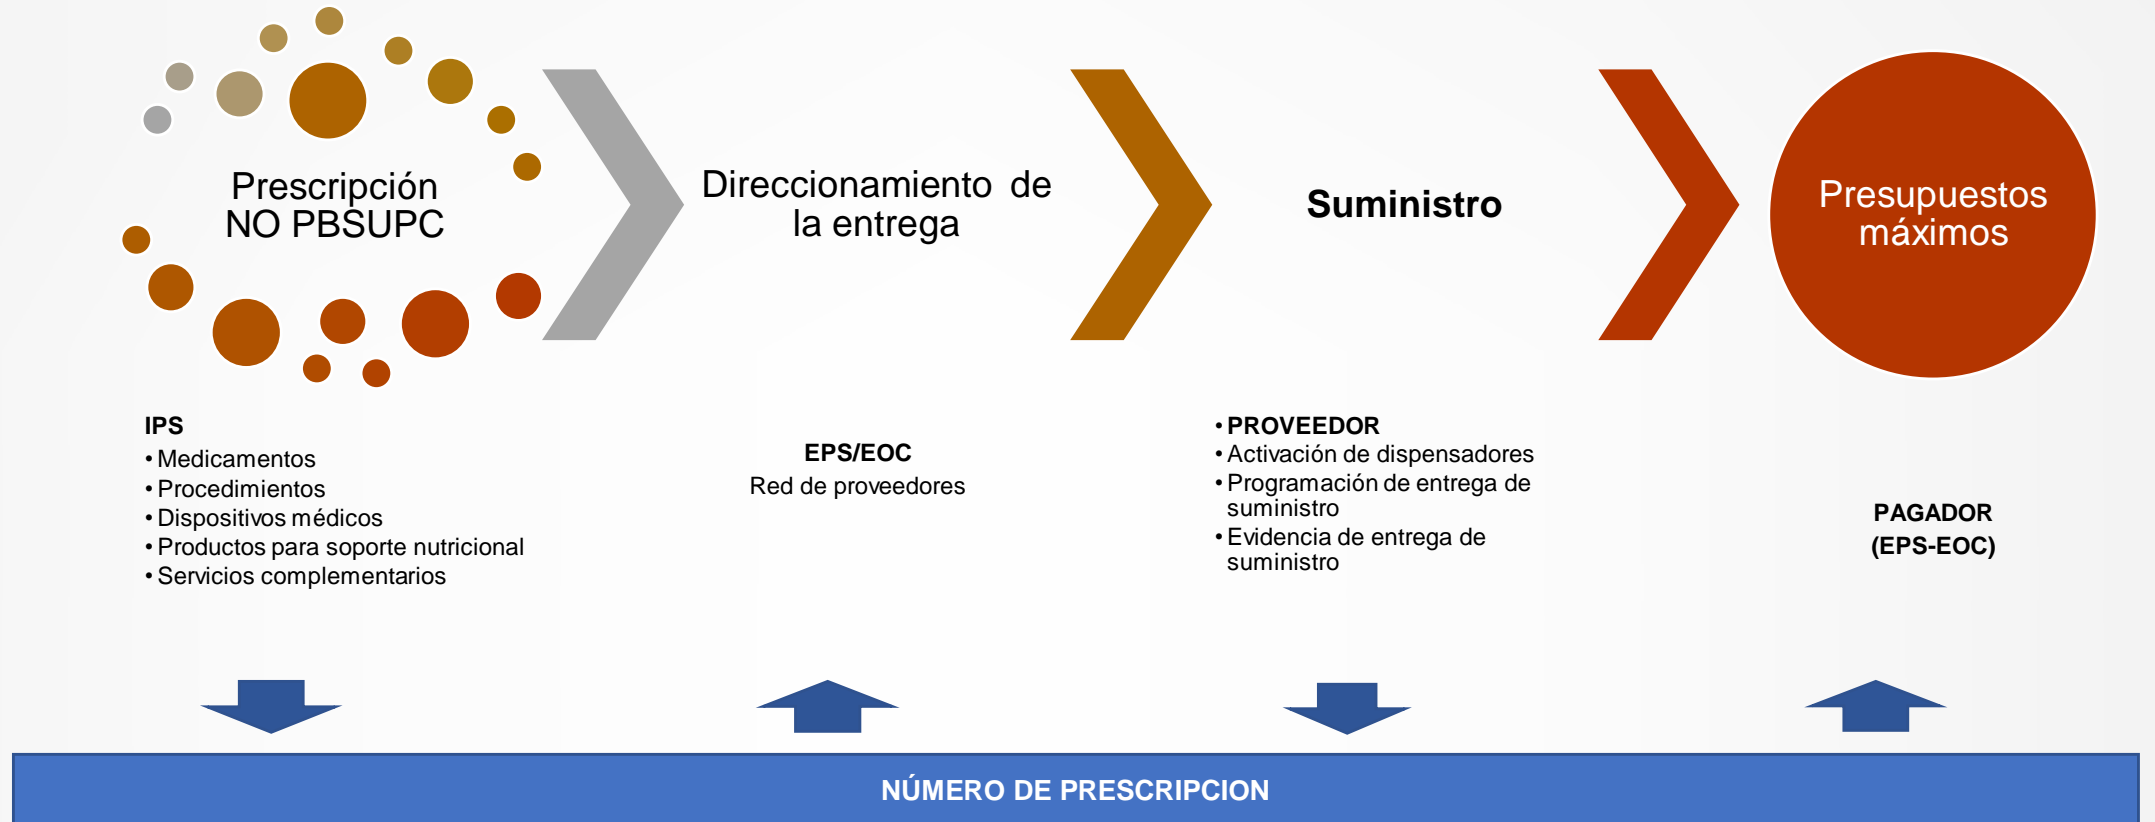 Prescripción
NO PBSUPC
Direccionamiento de
la entrega
Suministro
Presupuestos
máximos
IPS
• Medicamentos
• Procedimientos
• Dispositivos médicos
• Productos para soporte nutricional
• Servicios complementarios
EPS/EOC
Red de proveedores
• PROVEEDOR
• Activación de dispensadores
• Programación de entrega de
suministro
• Evidencia de entrega de
suministro
PAGADOR
(EPS-EOC)
NÚMERO DE PRESCRIPCION